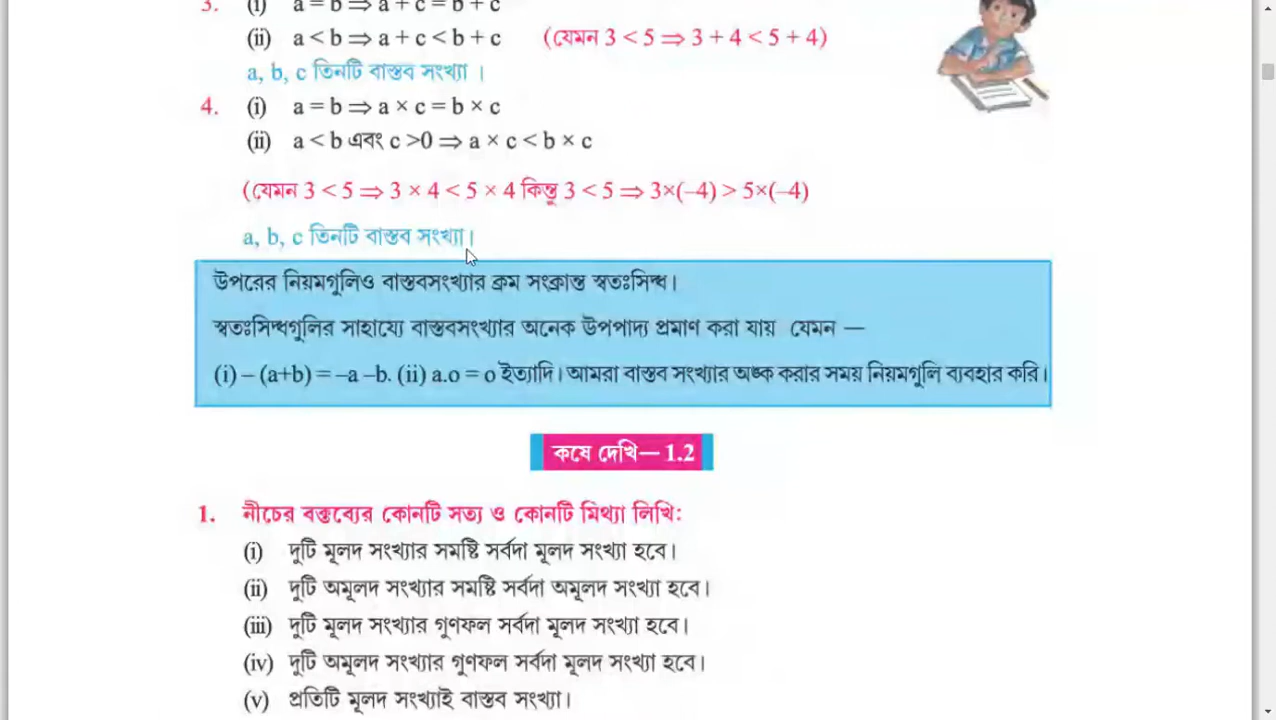 3. (i) a = b ⇒ a + c = b + c
(ii) a < b ⇒ a + c < b + c (যেমন 3 < 5 ⇒ 3 + 4 < 5 + 4)
a, b, c তিনটি বাস্তব সংখ্যা ।
4. (i) a = b ⇒ a × c = b × c
(ii) a < b এবং c >0 ⇒ a × c < b × c
(যেমন 3 < 5 ⇒ 3 × 4 < 5 × 4 কিন্তু 3 < 5 ⇒ 3×(–4) > 5×(–4)
a, b, c তিনটি বাস্তব সংখ্যা।
উপরের নিয়মগুলিও বাস্তবসংখ্যার ক্রম সংক্রান্ত স্বতঃসিদ্ধ।
স্বতঃসিদ্ধগুলির সাহায্যে বাস্তবসংখ্যার অনেক উপপাদ্য প্রমাণ করা যায় যেমন —
(i) – (a+b) = –a –b. (ii) a.o = o ইত্যাদি। আমরা বাস্তব সংখ্যার অঙ্ক করার সময় নিয়মগুলি ব্যবহার করি।
কষে দেখি— 1.2
1. নীচের বক্তব্যের কোনটি সত্য ও কোনটি মিথ্যা লিখি:
(i) দুটি মূলদ সংখ্যার সমষ্টি সর্বদা মূলদ সংখ্যা হবে।
(ii) দুটি অমূলদ সংখ্যার সমষ্টি সর্বদা অমূলদ সংখ্যা হবে।
(iii) দুটি মূলদ সংখ্যার গুণফল সর্বদা মূলদ সংখ্যা হবে।
(iv) দুটি অমূলদ সংখ্যার গুণফল সর্বদা মূলদ সংখ্যা হবে।
(v) প্রতিটি মূলদ সংখ্যাই বাস্তব সংখ্যা।